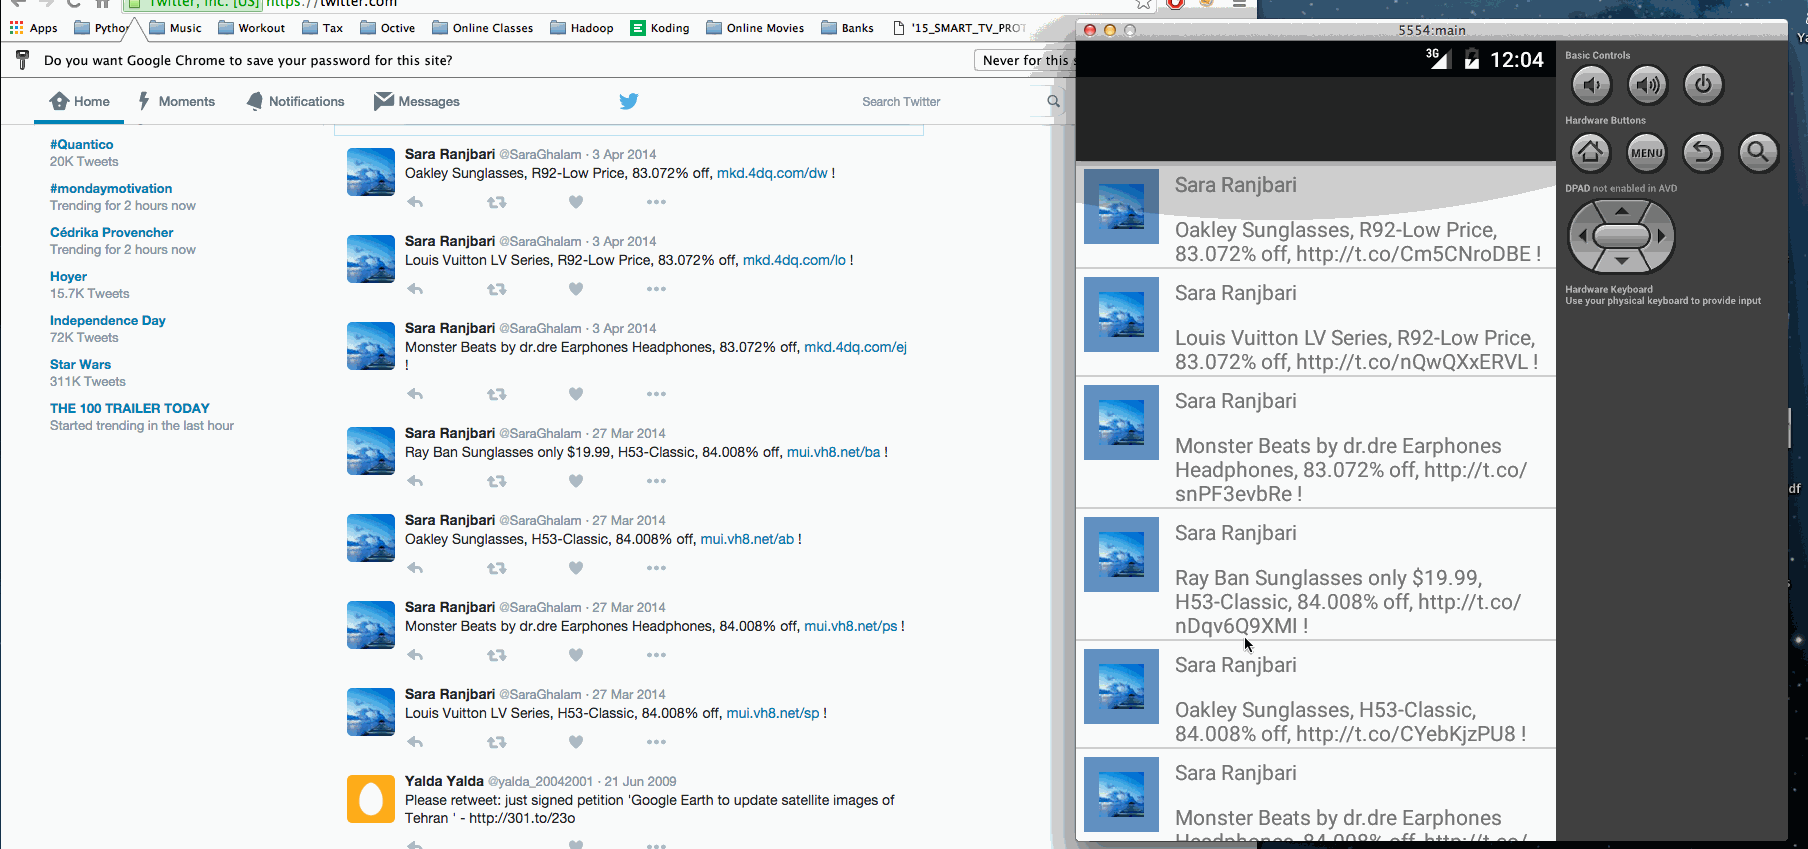 Twitter, Inc. [US] https://twitter.com
Apps
Music
Workout
Tax
Octive
Online Classes
Hadoop
Koding
Online Movies
Banks
'15_SMART_TV_PROT
Do you want Google Chrome to save your password for this site?
Never for this s
Home
Moments
Notifications
Messages
Search Twitter
#Quantico
20K Tweets
#mondaymotivation
Trending for 2 hours now
Cédrika Provencher
Trending for 2 hours now
Hoyer
15.7K Tweets
Independence Day
72K Tweets
Star Wars
311K Tweets
THE 100 TRAILER TODAY
Started trending in the last hour
Sara Ranjbari @SaraGhalam · 3 Apr 2014
Oakley Sunglasses, R92-Low Price, 83.072% off, mkd.4dq.com/dw !
Sara Ranjbari @SaraGhalam · 3 Apr 2014
Louis Vuitton LV Series, R92-Low Price, 83.072% off, mkd.4dq.com/lo !
Sara Ranjbari @SaraGhalam · 3 Apr 2014
Monster Beats by dr.dre Earphones Headphones, 83.072% off, mkd.4dq.com/ej
!
Sara Ranjbari @SaraGhalam · 27 Mar 2014
Ray Ban Sunglasses only $19.99, H53-Classic, 84.008% off, mui.vh8.net/ba !
Sara Ranjbari @SaraGhalam · 27 Mar 2014
Oakley Sunglasses, H53-Classic, 84.008% off, mui.vh8.net/ab !
Sara Ranjbari @SaraGhalam · 27 Mar 2014
Monster Beats by dr.dre Earphones Headphones, 84.008% off, mui.vh8.net/ps !
Sara Ranjbari @SaraGhalam · 27 Mar 2014
Louis Vuitton LV Series, H53-Classic, 84.008% off, mui.vh8.net/sp !
Yalda Yalda @yalda_20042001 · 21 Jun 2009
Please retweet: just signed petition 'Google Earth to update satellite images of
Tehran ' - http://301.to/23o
5554:main
3G 12:04
Sara Ranjbari
Oakley Sunglasses, R92-Low Price,
83.072% off, http://t.co/Cm5CNroDBE !
Sara Ranjbari
Louis Vuitton LV Series, R92-Low Price,
83.072% off, http://t.co/nQwQXxERVL !
Sara Ranjbari
Monster Beats by dr.dre Earphones
Headphones, 83.072% off, http://t.co/
snPF3evbRe !
Sara Ranjbari
Ray Ban Sunglasses only $19.99,
H53-Classic, 84.008% off, http://t.co/
nDqv6Q9XMI !
Sara Ranjbari
Oakley Sunglasses, H53-Classic,
84.008% off, http://t.co/CYebKjzPU8 !
Sara Ranjbari
Monster Beats by dr.dre Earphones
Headphones, 84.008% off, http://t.co/
Basic Controls
Hardware Buttons
MENU
DPAD not enabled in AVD
Hardware Keyboard
Use your physical keyboard to provide input
df